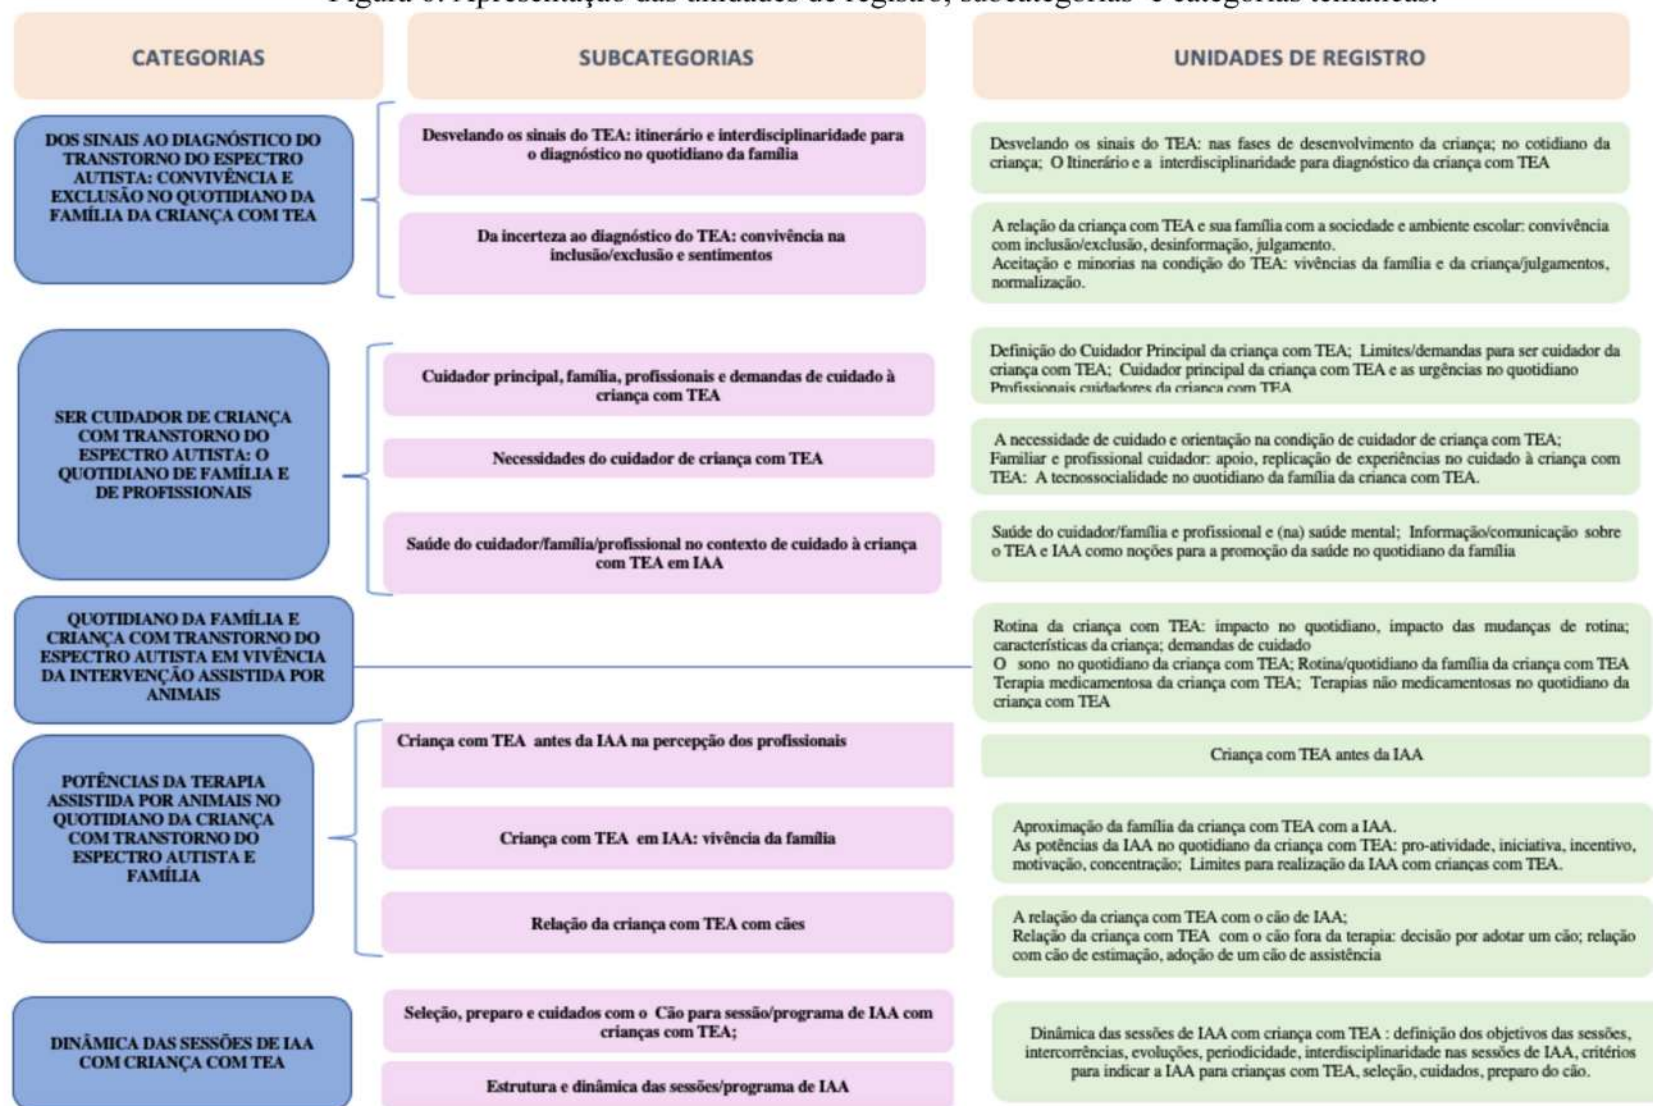 Figura 6: Apresentação das unidades de registro, subcategorias e categorias temáticas.
CATEGORIAS
SUBCATEGORIAS
UNIDADES DE REGISTRO
DOS SINAIS AO DIAGNÓSTICO DO
TRANSTORNO DO ESPECTRO
AUTISTA: CONVIVÊNCIA E
EXCLUSÃO NO QUOTIDIANO DA
FAMÍLIA DA CRIANÇA COM TEA
Desvelando os sinais do TEA: itinerário e interdisciplinaridade para
o diagnóstico no quotidiano da família
Desvelando os sinais do TEA: nas fases de desenvolvimento da criança; no cotidiano da
criança; O Itinerário e a interdisciplinaridade para diagnóstico da criança com TEA
Da incerteza ao diagnóstico do TEA: convivência na
inclusão/exclusão e sentimentos
A relação da criança com TEA e sua família com a sociedade e ambiente escolar: convivência
com inclusão/exclusão, desinformação, julgamento.
Aceitação e minorias na condição do TEA: vivências da família e da criança/julgamentos,
normalização.
SER CUIDADOR DE CRIANÇA
COM TRANSTORNO DO
ESPECTRO AUTISTA: O
QUOTIDIANO DE FAMÍLIA E
DE PROFISSIONAIS
Cuidador principal, família, profissionais e demandas de cuidado à
criança com TEA
Definição do Cuidador Principal da criança com TEA; Limites/demandas para ser cuidador da
criança com TEA; Cuidador principal da criança com TEA e as urgências no quotidiano
Profissionais cuidadores da criança com TEA
Necessidades do cuidador de criança com TEA
A necessidade de cuidado e orientação na condição de cuidador de criança com TEA;
Familiar e profissional cuidador: apoio, replicação de experiências no cuidado à criança com
TEA: A tecnossocialidade no quotidiano da família da criança com TEA.
Saúde do cuidador/família/profissional no contexto de cuidado à criança
com TEA em IAA
Saúde do cuidador/família e profissional e (na) saúde mental; Informação/comunicação sobre
o TEA e IAA como noções para a promoção da saúde no quotidiano da família
QUOTIDIANO DA FAMÍLIA E
CRIANÇA COM TRANSTORNO DO
ESPECTRO AUTISTA EM VIVÊNCIA
DA INTERVENÇÃO ASSISTIDA POR
ANIMAIS
Rotina da criança com TEA: impacto no quotidiano, impacto das mudanças de rotina;
características da criança; demandas de cuidado
O sono no quotidiano da criança com TEA; Rotina/quotidiano da família da criança com TEA
Terapia medicamentosa da criança com TEA; Terapias não medicamentosas no quotidiano da
criança com TEA
POTÊNCIAS DA TERAPIA
ASSISTIDA POR ANIMAIS NO
QUOTIDIANO DA CRIANÇA
COM TRANSTORNO DO
ESPECTRO AUTISTA E
FAMÍLIA
Criança com TEA antes da IAA na percepção dos profissionais
Criança com TEA antes da IAA
Criança com TEA em IAA: vivência da família
Aproximação da família da criança com TEA com a IAA.
As potências da IAA no quotidiano da criança com TEA: pro-atividade, iniciativa, incentivo,
motivação, concentração; Limites para realização da IAA com crianças com TEA.
Relação da criança com TEA com cães
A relação da criança com TEA com o cão de IAA;
Relação da criança com TEA com o cão fora da terapia: decisão por adotar um cão; relação
com cão de estimação, adoção de um cão de assistência
DINÂMICA DAS SESSÕES DE IAA
COM CRIANÇA COM TEA
Seleção, preparo e cuidados com o Cão para sessão/programa de IAA com
crianças com TEA;
Estrutura e dinâmica das sessões/programa de IAA
Dinâmica das sessões de IAA com criança com TEA : definição dos objetivos das sessões,
intercorrências, evoluções, periodicidade, interdisciplinaridade nas sessões de IAA, critérios
para indicar a IAA para crianças com TEA, seleção, cuidados, preparo do cão.